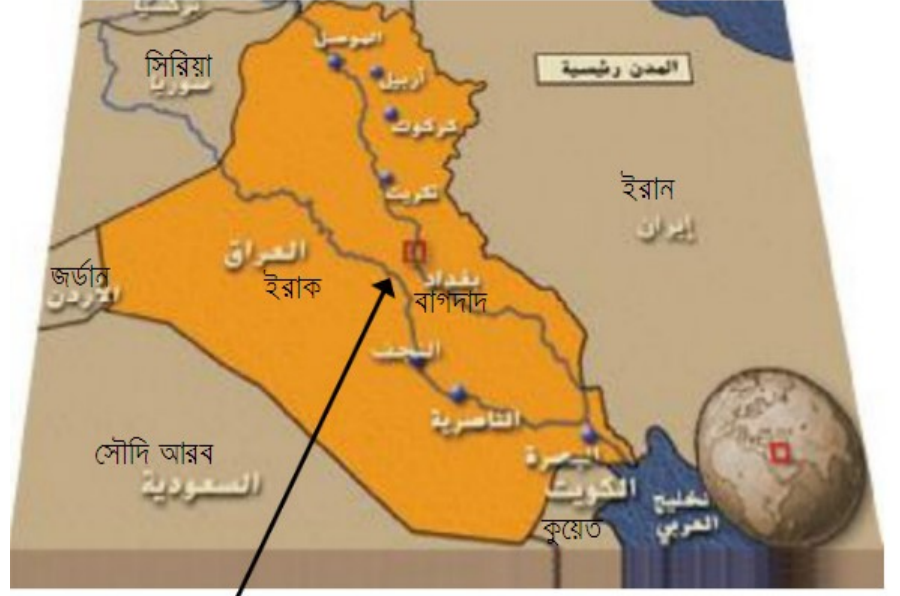 تركيا
الموصل
সিরিয়া
سوريا
المدن رئيسية
أربيل
كركوك
تكريت
ইরান
إيران
العراق
ইরাক
بغداد
বাগদাদ
জর্ডান
الأردن
النجف
الناصرية
সৌদি আরব
السعودية
البصرة
الكويت
কুয়েত
الخليج
العربي